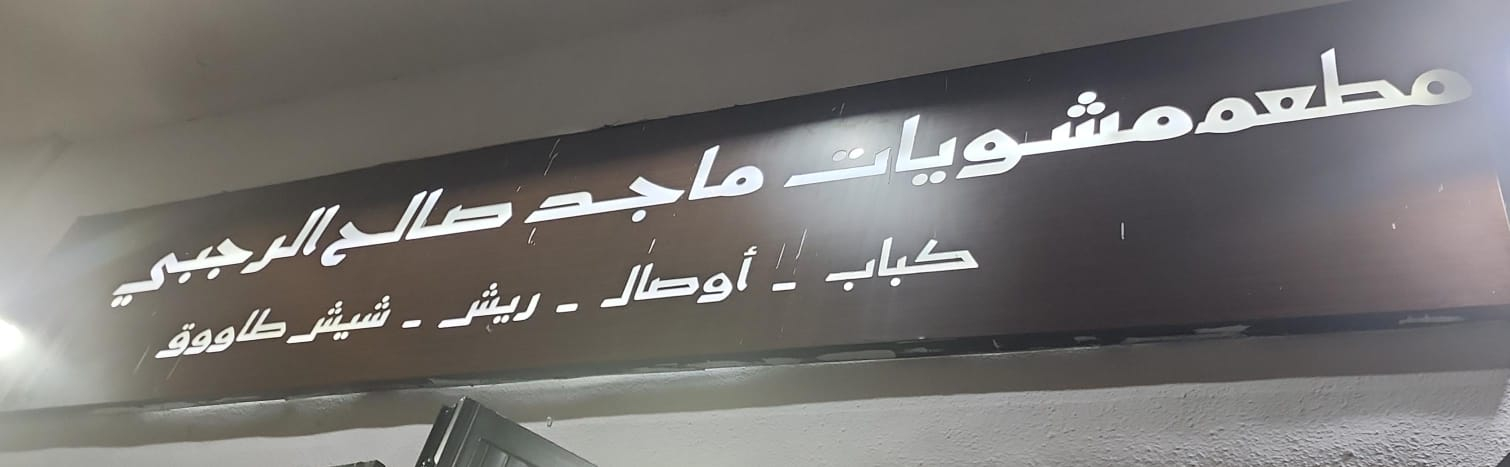 مطعم مشويات ماجد صالح الرجبي
كباب - أوصال - ريش - شيش طاووق